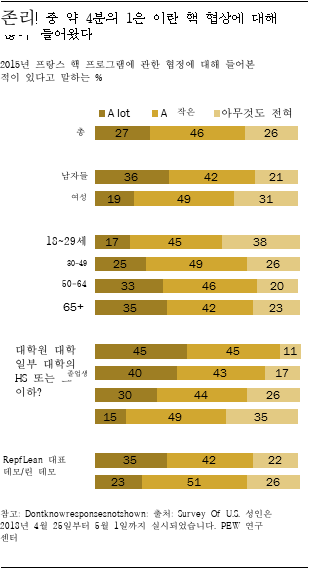 존리! 중 약 4분의 1은 이란 핵 협상에 대해
들어왔다
2015년 프랑스 핵 프로그램에 관한 협정에 대해 들어본
적이 있다고 말하는 %
A lot A 작은 아무것도 전혀
총 27 46 26
남자들 36 42 21
여성 19 49 31
18~29세 17 45 38
30-49 25 49 26
50-64 33 46 20
65+ 35 42 23
대학원 대학 45 45 11
일부 대학의 졸업생 40 43 17
HS 또는 30 44 26
이하? 15 49 35
RepfLean 대표 35 42 22
데모/린 데모 23 51 26
참고: Dontknowresponsesnotshown: 출처: Survey Of U.S. 성인은
2018년 4월 25일부터 5월 1일까지 실시되었습니다. PEW 연구
센터